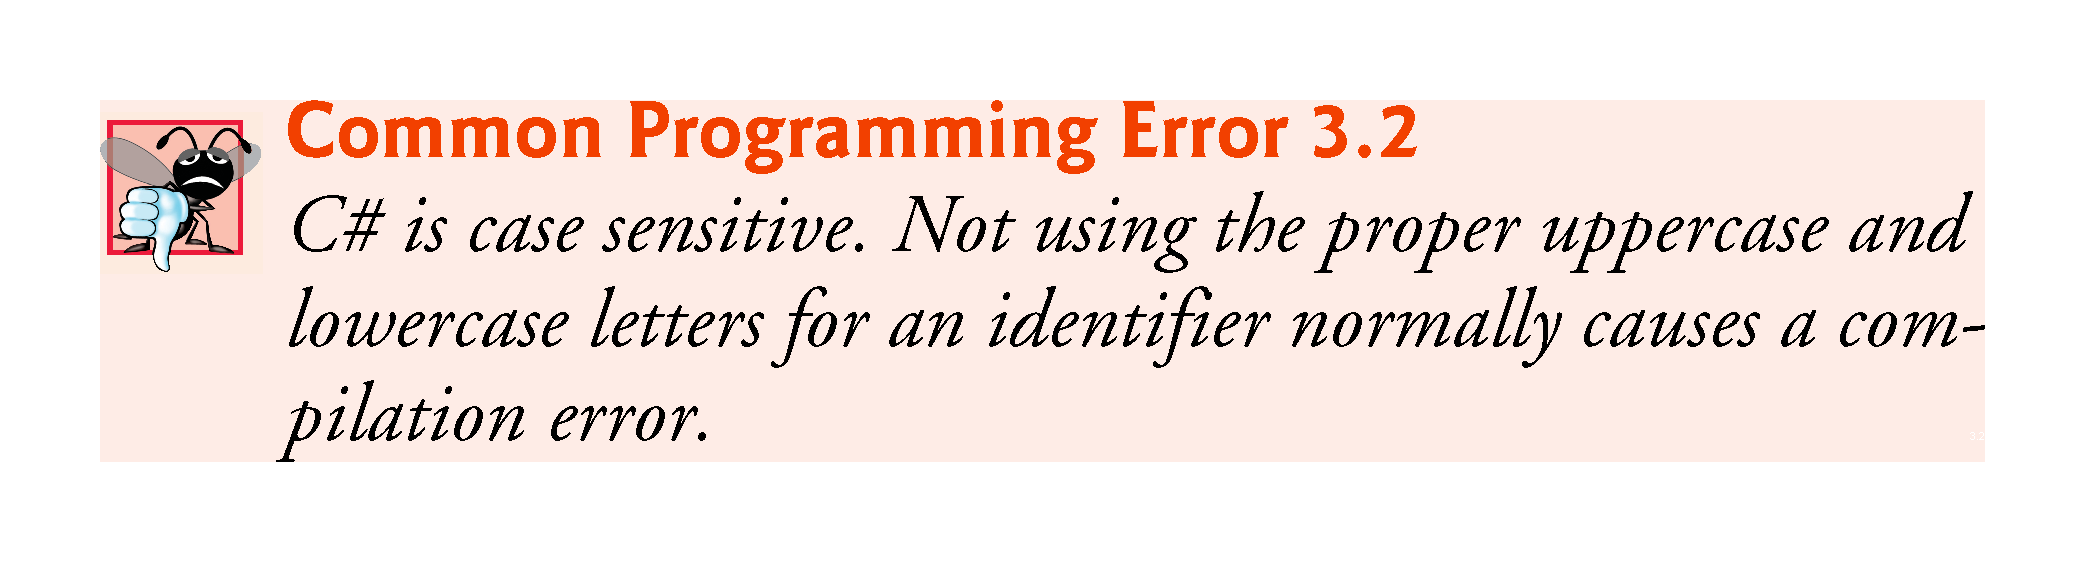 Common Programming Error 3.2
C# is case sensitive. Not using the proper uppercase and
lowercase letters for an identifier normally causes a com-
pilation error.
32